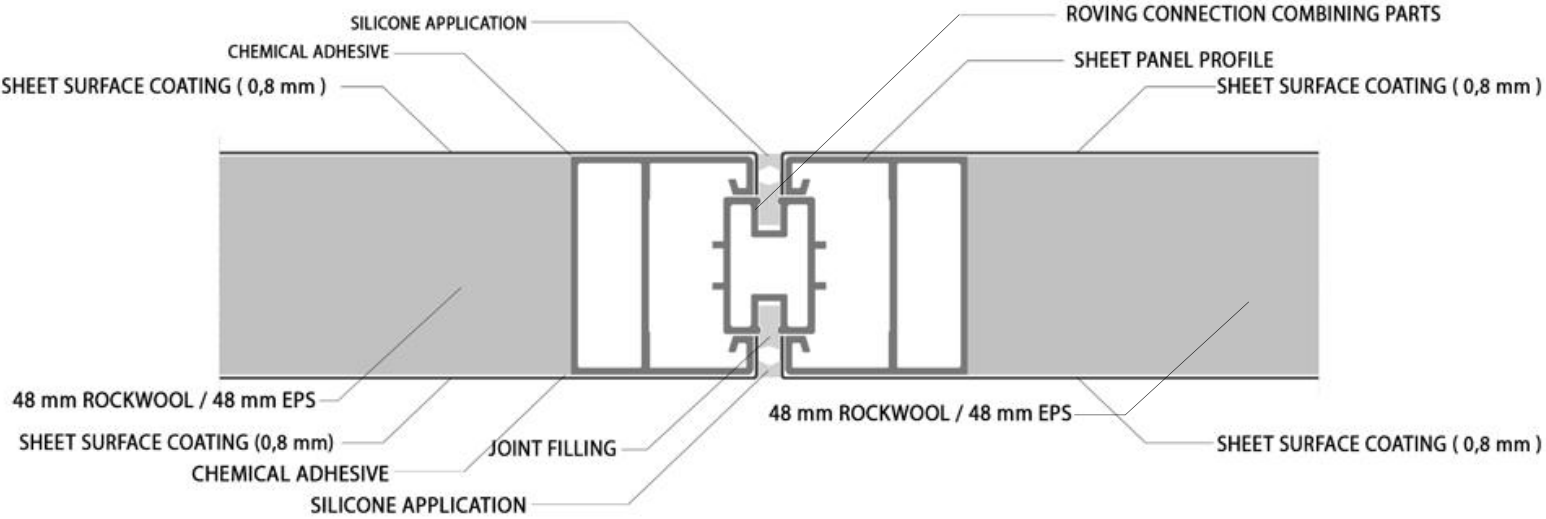 ROVING CONNECTION COMBINING PARTS
SILICONE APPLICATION
CHEMICAL ADHESIVE
SHEET PANEL PROFILE
SHEET SURFACE COATING ( 0,8 mm )
SHEET SURFACE COATING ( 0,8 mm )
48 mm ROCKWOOL / 48 mm EPS
48 mm ROCKWOOL / 48 mm EPS
SHEET SURFACE COATING (0,8 mm)
JOINT FILLING
SHEET SURFACE COATING ( 0,8 mm )
CHEMICAL ADHESIVE
SILICONE APPLICATION